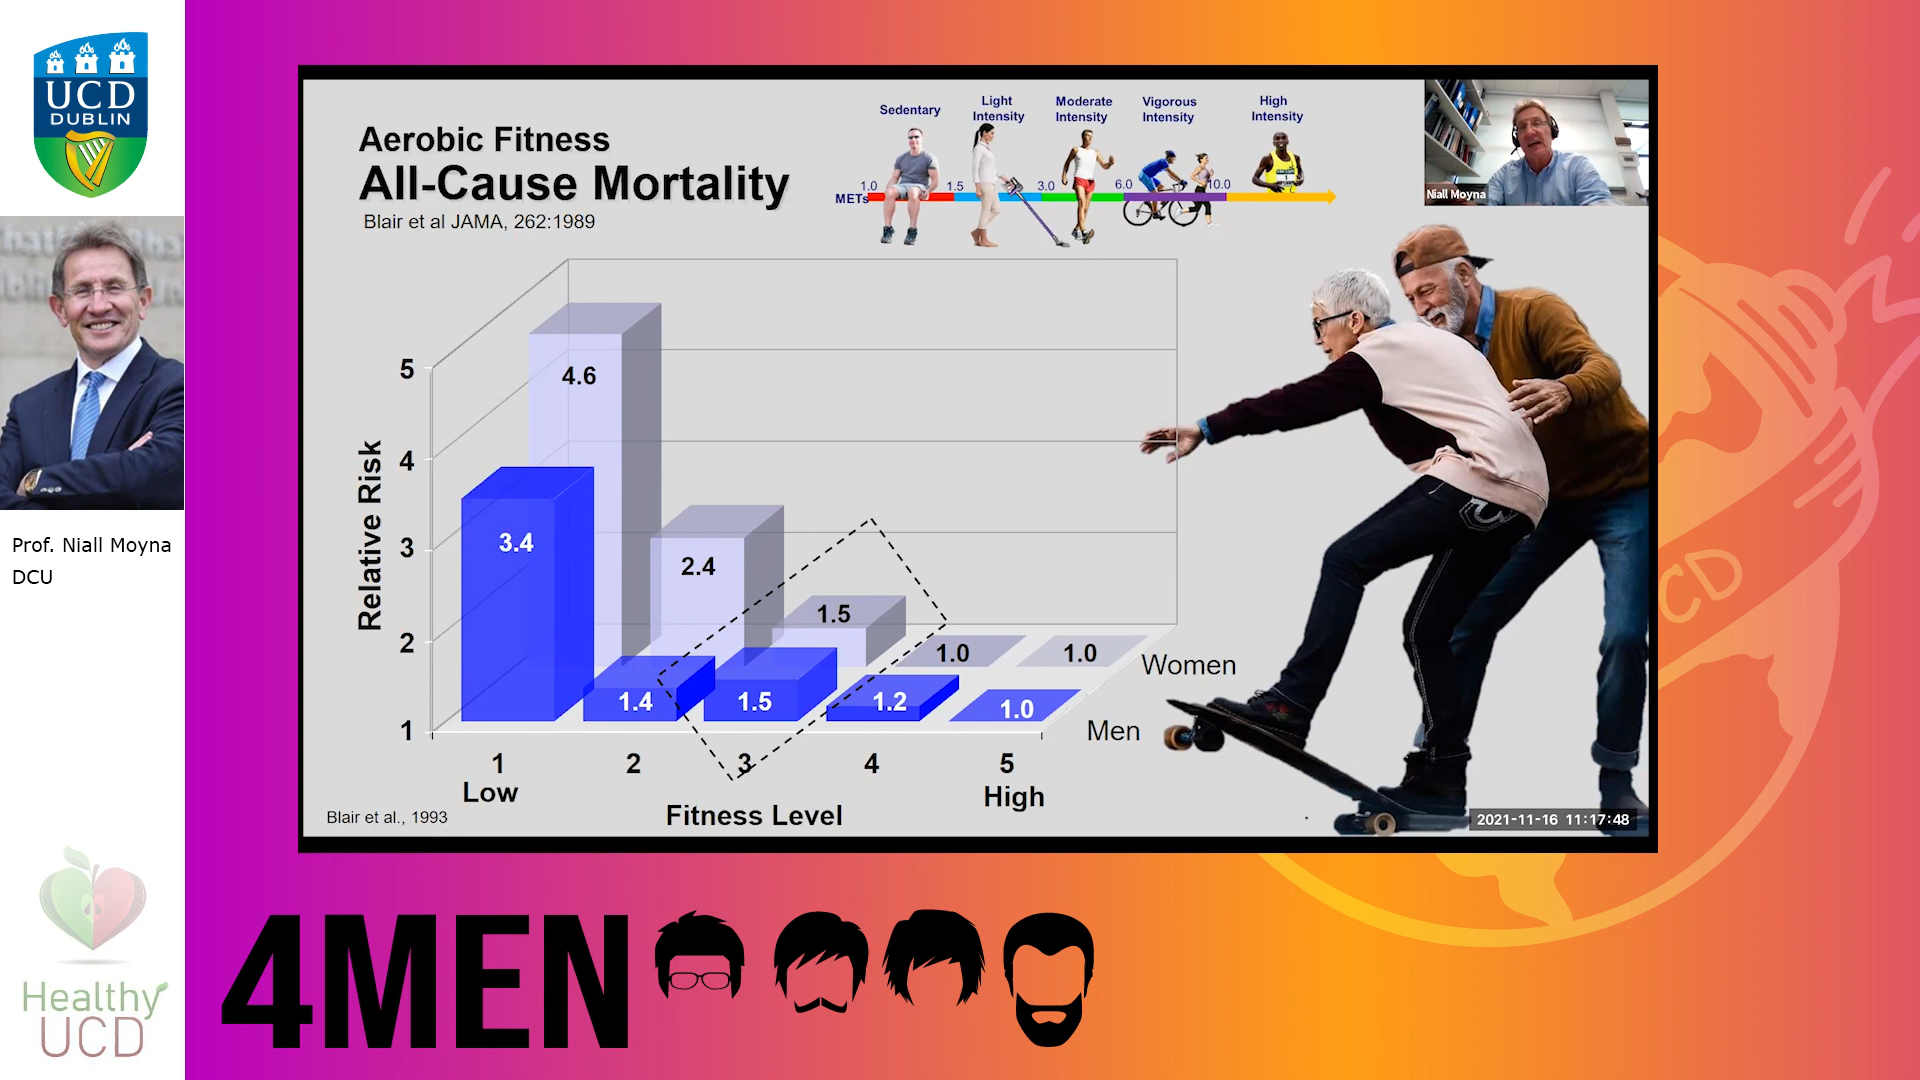 UCD
DUBLIN
Prof. Niall Moyna
DCU
Healthy
UCD
Aerobic Fitness
All-Cause Mortality
Blair et al JAMA, 262:1989
Sedentary
Light
Intensity
Moderate
Intensity
Vigorous
Intensity
High
Intensity
METs
1.0
1.5
3.0
6.0
10.0
Niall Moyna
Relative Risk
5
4
3
2
1
4.6
2.4
1.5
1.0
1.0
Women
3.4
1.4
1.5
1.2
1.0
Men
1
2
3
4
5
Low
High
Fitness Level
Blair et al., 1993
2021-11-16 11:17:48
UCD
4MEN